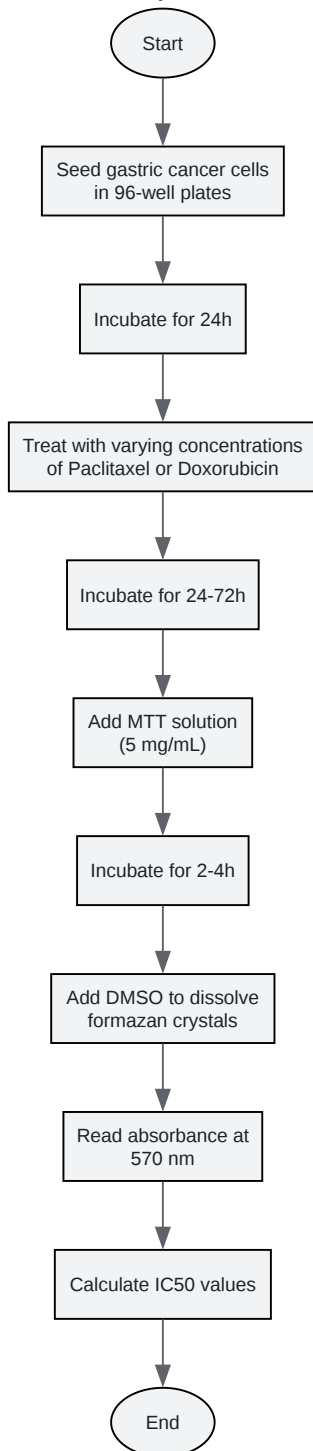 Start
Seed gastric cancer cells
in 96-well plates
Incubate for 24h
Treat with varying concentrations
of Paclitaxel or Doxorubicin
Incubate for 24-72h
Add MTT solution
(5 mg/mL)
Incubate for 2-4h
Add DMSO to dissolve
formazan crystals
Read absorbance at
570 nm
Calculate IC50 values
End